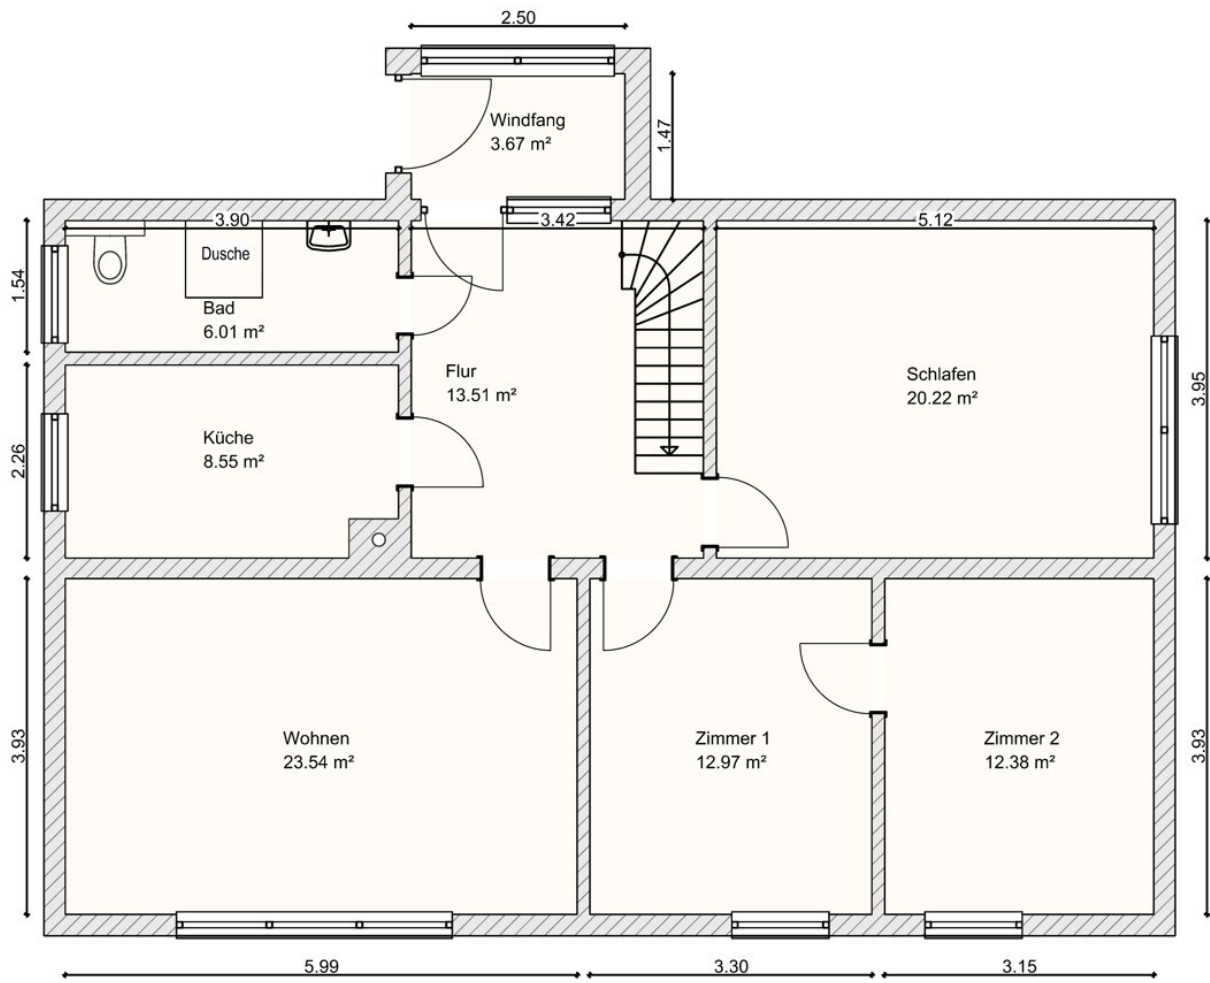 2.50
Windfang
3.67 m²
1.47
3.90
3.42
5.12
1.54
Dusche
Bad
6.01 m²
Flur
13.51 m²
Schlafen
20.22 m²
3.95
2.26
Küche
8.55 m²
3.93
Wohnen
23.54 m²
Zimmer 1
12.97 m²
Zimmer 2
12.38 m²
3.93
5.99
3.30
3.15